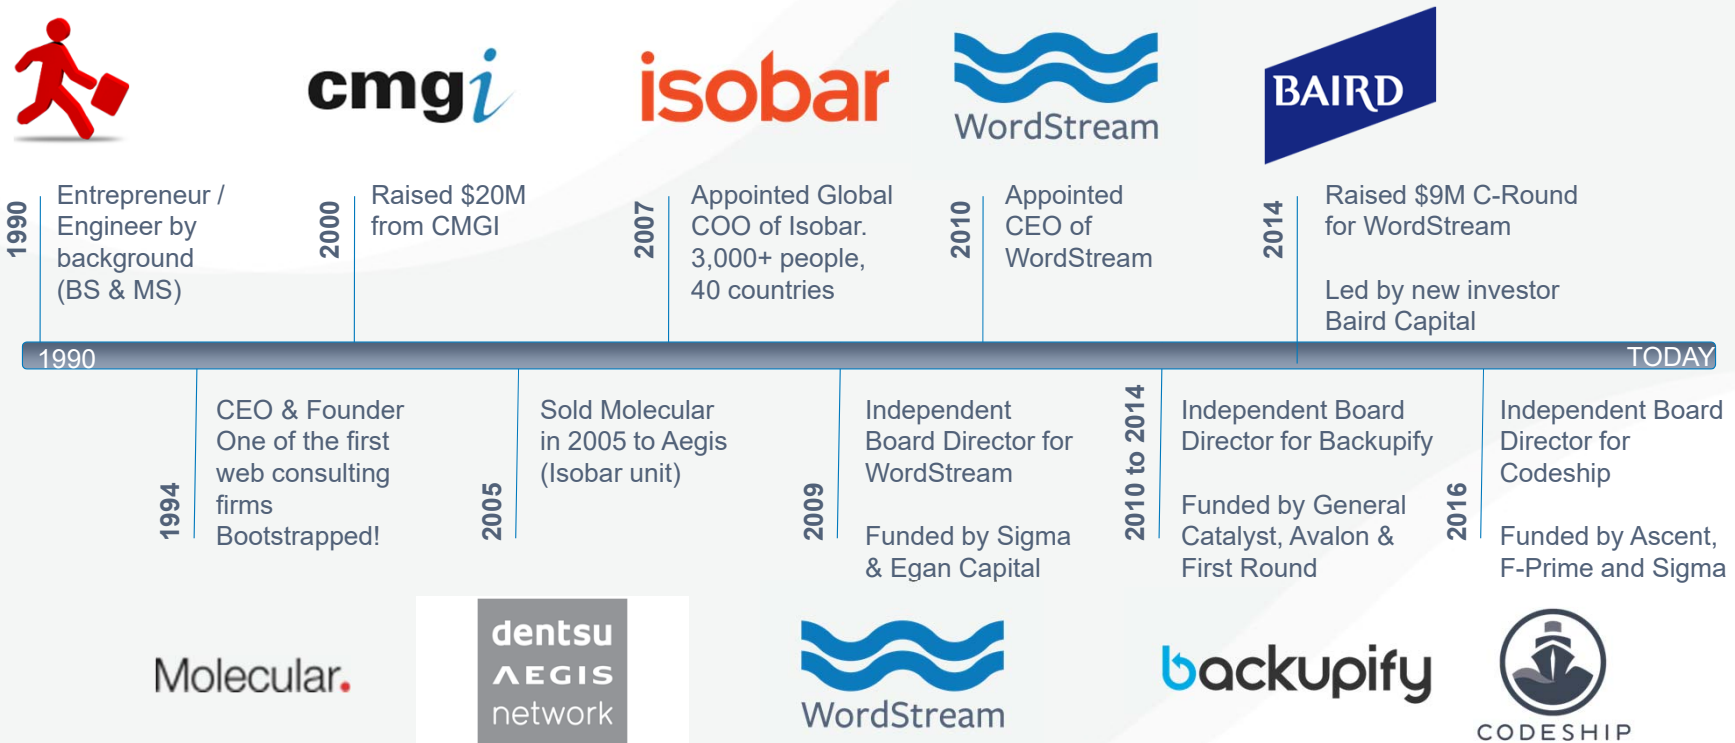 cmgi
isobar
WordStream
BAIRD
1990
Entrepreneur /
Engineer by
background
(BS & MS)
2000
Raised $20M
from CMGI
2007
Appointed Global
COO of Isobar.
3,000+ people,
40 countries
2010
Appointed
CEO of
WordStream
2014
Raised $9M C-Round
for WordStream
Led by new investor
Baird Capital
1990
TODAY
1994
CEO & Founder
One of the first
web consulting
firms
Bootstrapped!
2005
Sold Molecular
in 2005 to Aegis
(Isobar unit)
2009
Independent
Board Director for
WordStream
Funded by Sigma
& Egan Capital
2010 to 2014
Independent Board
Director for Backupify
Funded by General
Catalyst, Avalon &
First Round
2016
Independent Board
Director for
Codeship
Funded by Ascent,
F-Prime and Sigma
Molecular.
dentsu
AEGIS
network
WordStream
backupify
CODESHIP